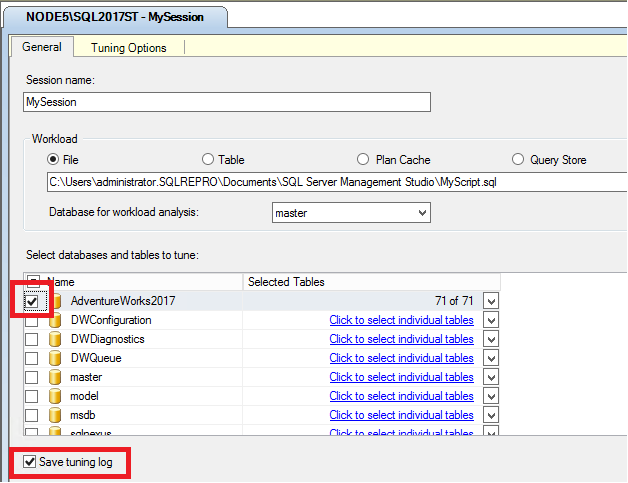 NODE5\SQL2017ST - MySession
General Tuning Options
Session name:
MySession
Workload
File Table Plan Cache Query Store
C:\Users\administrator.SQLREPRO\Documents\SQL Server Management Studio\MyScript.sql
Database for workload analysis: master
Select databases and tables to tune:
Name Selected Tables
AdventureWorks2017 71 of 71
DWConfiguration Click to select individual tables
DWDiagnostics Click to select individual tables
DWQueue Click to select individual tables
master Click to select individual tables
model Click to select individual tables
msdb Click to select individual tables
sqlnexus Click to select individual tables
Save tuning log